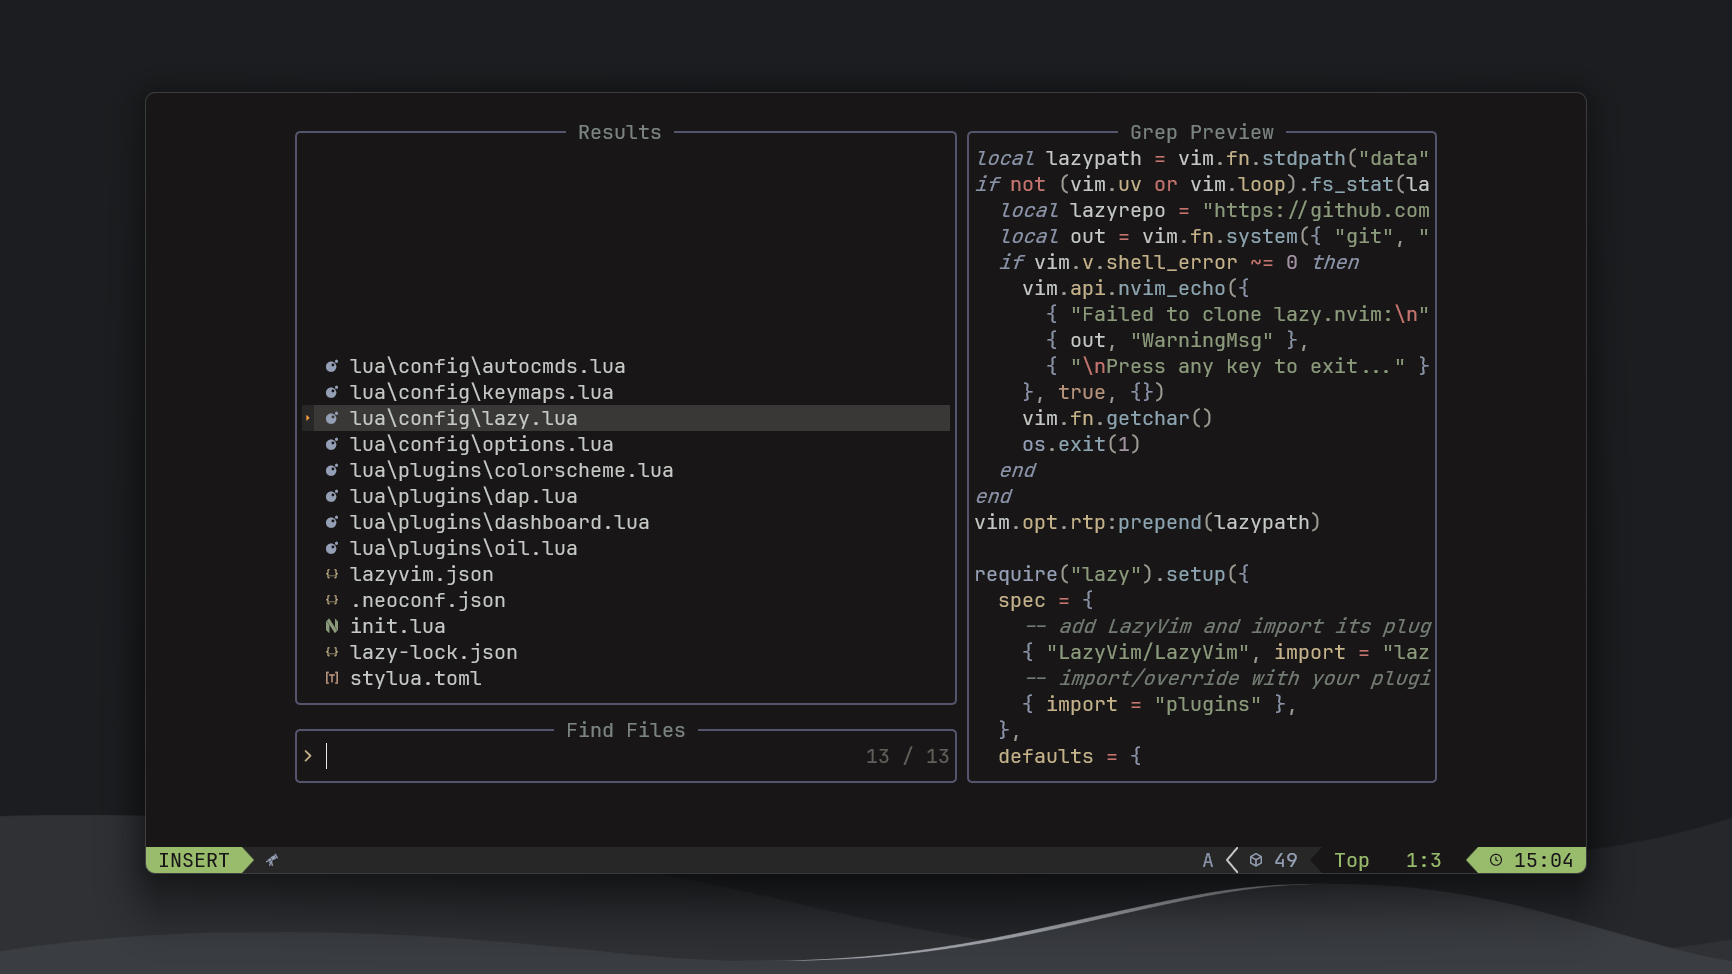 Results
lua\config\autocmds.lua
lua\config\keymaps.lua
lua\config\lazy.lua
lua\config\options.lua
lua\plugins\colorscheme.lua
lua\plugins\dap.lua
lua\plugins\dashboard.lua
lua\plugins\oil.lua
lazyvim.json
.neoconf.json
init.lua
lazy-lock.json
stylua.toml
Find Files
> 13 / 13
Grep Preview
local lazypath = vim.fn.stdpath("data"
if not (vim.uv or vim.loop).fs_stat(la
  local lazyrepo = "https://github.com
  local out = vim.fn.system({ "git", "
  if vim.v.shell_error ~= 0 then
    vim.api.nvim_echo({
      { "Failed to clone lazy.nvim:\n"
      { out, "WarningMsg" },
      { "\nPress any key to exit..." }
    }, true, {})
    vim.fn.getchar()
    os.exit(1)
  end
end
vim.opt.rtp:prepend(lazypath)
require("lazy").setup({
  spec = {
    -- add LazyVim and import its plug
    { "LazyVim/LazyVim", import = "laz
    -- import/override with your plugi
    { import = "plugins" },
  },
  defaults = {
INSERT A 49 Top 1:3 15:04